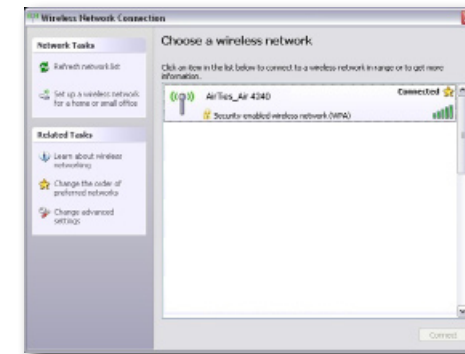 Wireless Network Connection
Network Tasks
Refresh network list
Set up a wireless network
for a home or small office
Related Tasks
Learn about wireless
networking
Change the order of
preferred networks
Change advanced
settings
Choose a wireless network
Click an item in the list below to connect to a wireless network in range or to get more
information.
AirTies_Air 4240
Connected
Security-enabled wireless network (WPA)
Connect